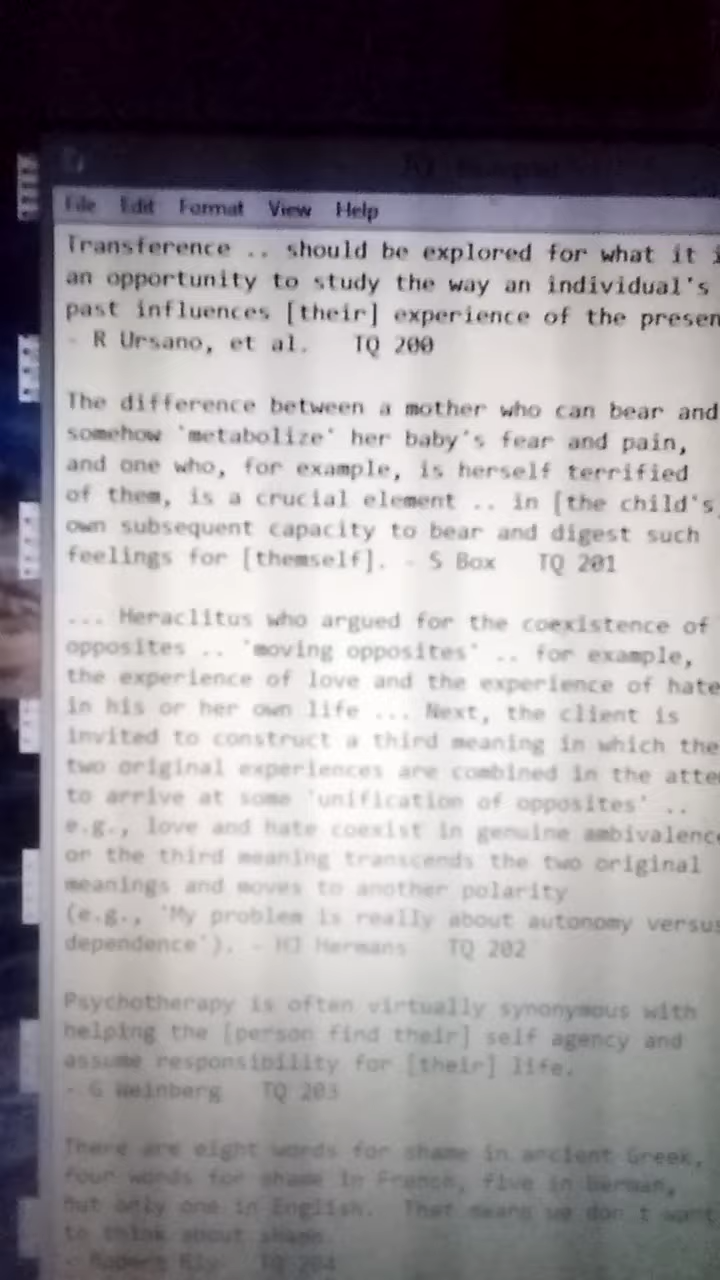 File Edit Format View Help
Transference .. should be explored for what it i
an opportunity to study the way an individual's
past influences [their] experience of the presen
- R Ursano, et al. TQ 200
The difference between a mother who can bear and
somehow 'metabolize' her baby's fear and pain,
and one who, for example, is herself terrified
of them, is a crucial element .. in [the child's
own subsequent capacity to bear and digest such
feelings for [themself]. - S Box TQ 201
... Heraclitus who argued for the coexistence of
opposites .. 'moving opposites' .. for example,
the experience of love and the experience of hate
in his or her own life ... Next, the client is
invited to construct a third meaning in which the
two original experiences are combined in the atte
to arrive at some 'unification of opposites' ..
e.g., love and hate coexist in genuine ambivalence
or the third meaning transcends the two original
meanings and moves to another polarity
(e.g., 'My problem is really about autonomy versus
dependence'). - HJ Hermans TQ 202
Psychotherapy is often virtually synonymous with
helping the [person find their] self agency and
assume responsibility for [their] life.
- G Weinberg TQ 203
There are eight words for shame in ancient Greek,
four words for shame in French, five in German,
but only one in English. That means we don't want
to think about shame.
- Robert TQ 204